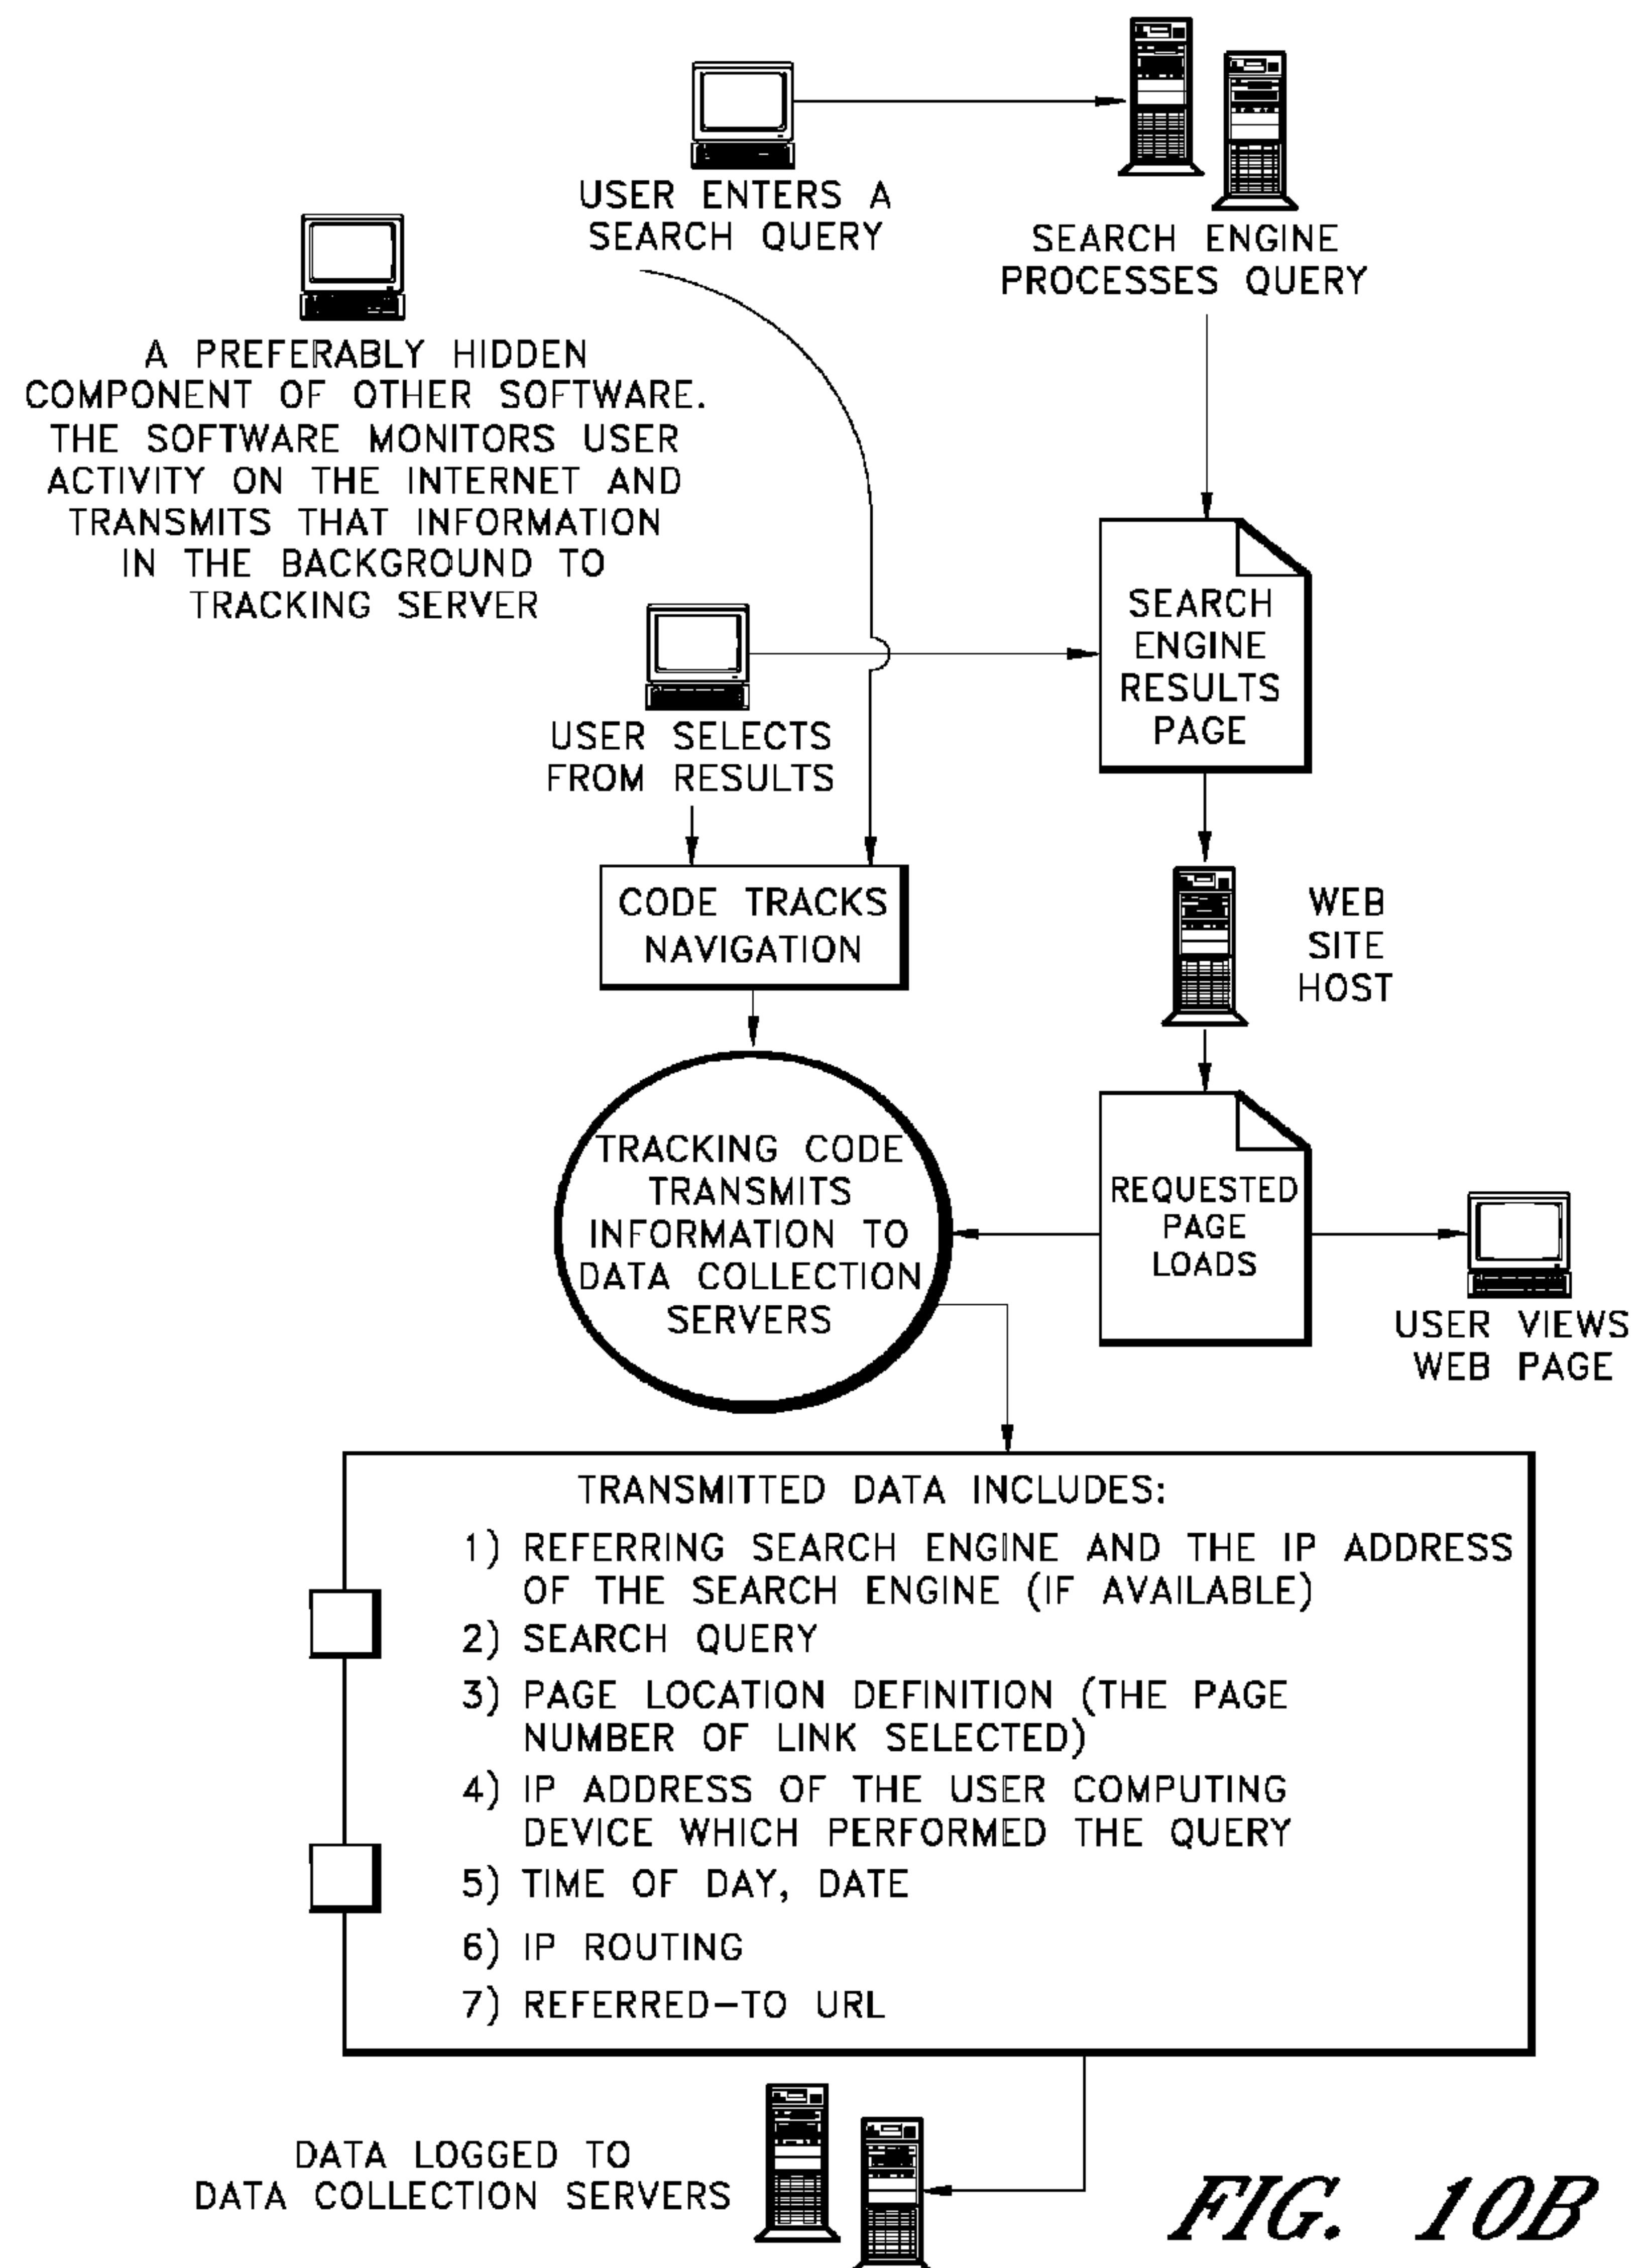 USER ENTERS A
SEARCH QUERY
SEARCH ENGINE
PROCESSES QUERY
A PREFERABLY HIDDEN
COMPONENT OF OTHER SOFTWARE.
THE SOFTWARE MONITORS USER
ACTIVITY ON THE INTERNET AND
TRANSMITS THAT INFORMATION
IN THE BACKGROUND TO
TRACKING SERVER
SEARCH
ENGINE
RESULTS
PAGE
USER SELECTS
FROM RESULTS
CODE TRACKS
NAVIGATION
WEB
SITE
HOST
TRACKING CODE
TRANSMITS
INFORMATION TO
DATA COLLECTION
SERVERS
REQUESTED
PAGE
LOADS
USER VIEWS
WEB PAGE
TRANSMITTED DATA INCLUDES:
1) REFERRING SEARCH ENGINE AND THE IP ADDRESS
OF THE SEARCH ENGINE (IF AVAILABLE)
2) SEARCH QUERY
3) PAGE LOCATION DEFINITION (THE PAGE
NUMBER OF LINK SELECTED)
4) IP ADDRESS OF THE USER COMPUTING
DEVICE WHICH PERFORMED THE QUERY
5) TIME OF DAY, DATE
6) IP ROUTING
7) REFERRED-TO URL
DATA LOGGED TO
DATA COLLECTION SERVERS
FIG. 10B